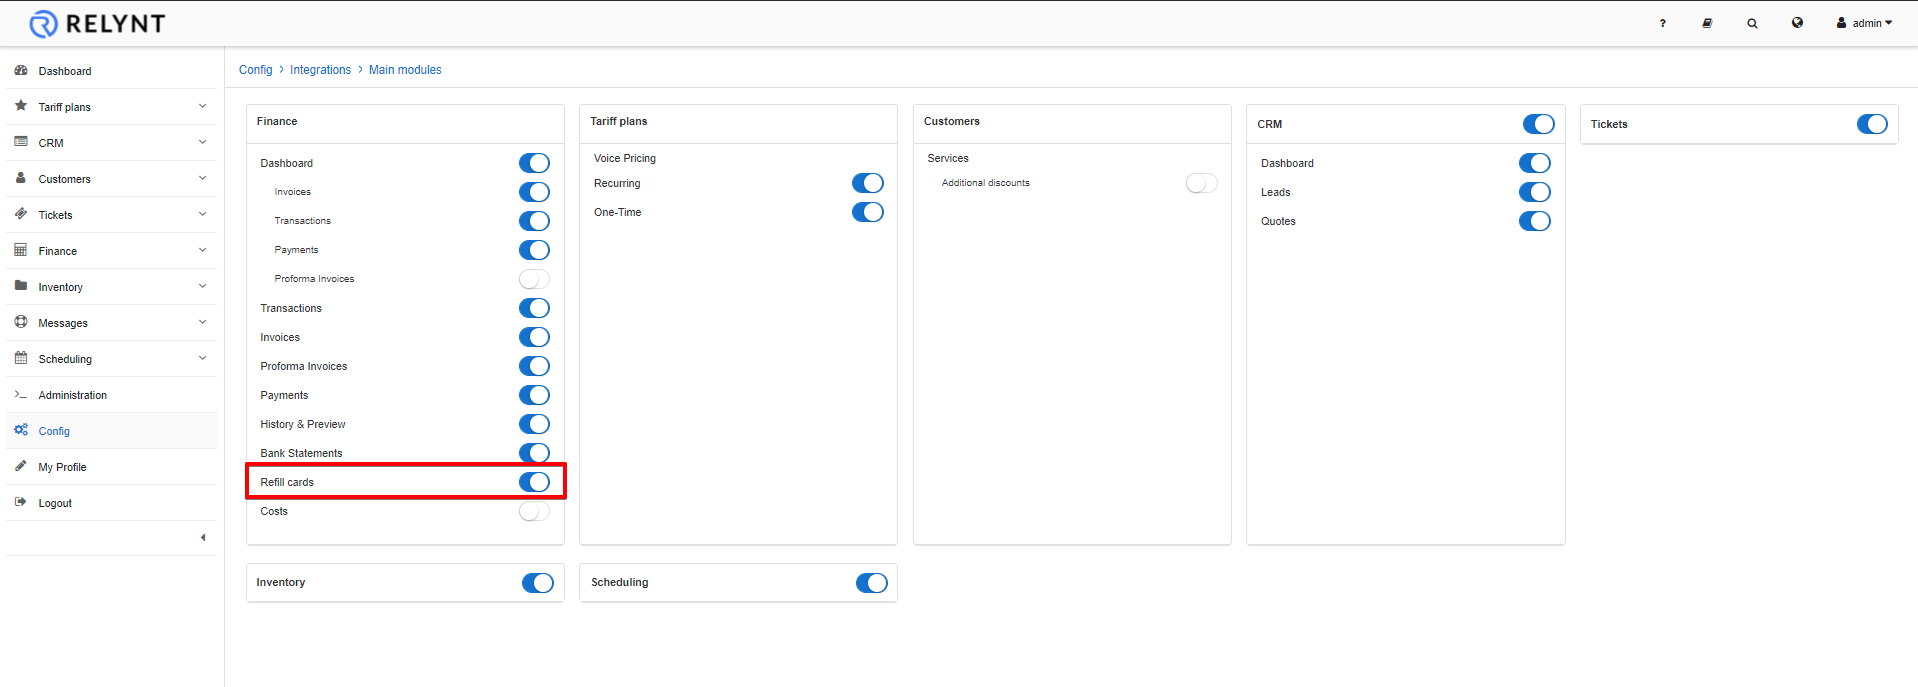 RELYNT
? admin
Dashboard
Tariff plans
CRM
Customers
Tickets
Finance
Inventory
Messages
Scheduling
Administration
Config
My Profile
Logout
Config > Integrations > Main modules
Finance
Dashboard
Invoices
Transactions
Payments
Proforma Invoices
Transactions
Invoices
Proforma Invoices
Payments
History & Preview
Bank Statements
Refill cards
Costs
Tariff plans
Voice Pricing
Recurring
One-Time
Customers
Services
Additional discounts
CRM
Dashboard
Leads
Quotes
Tickets
Inventory
Scheduling